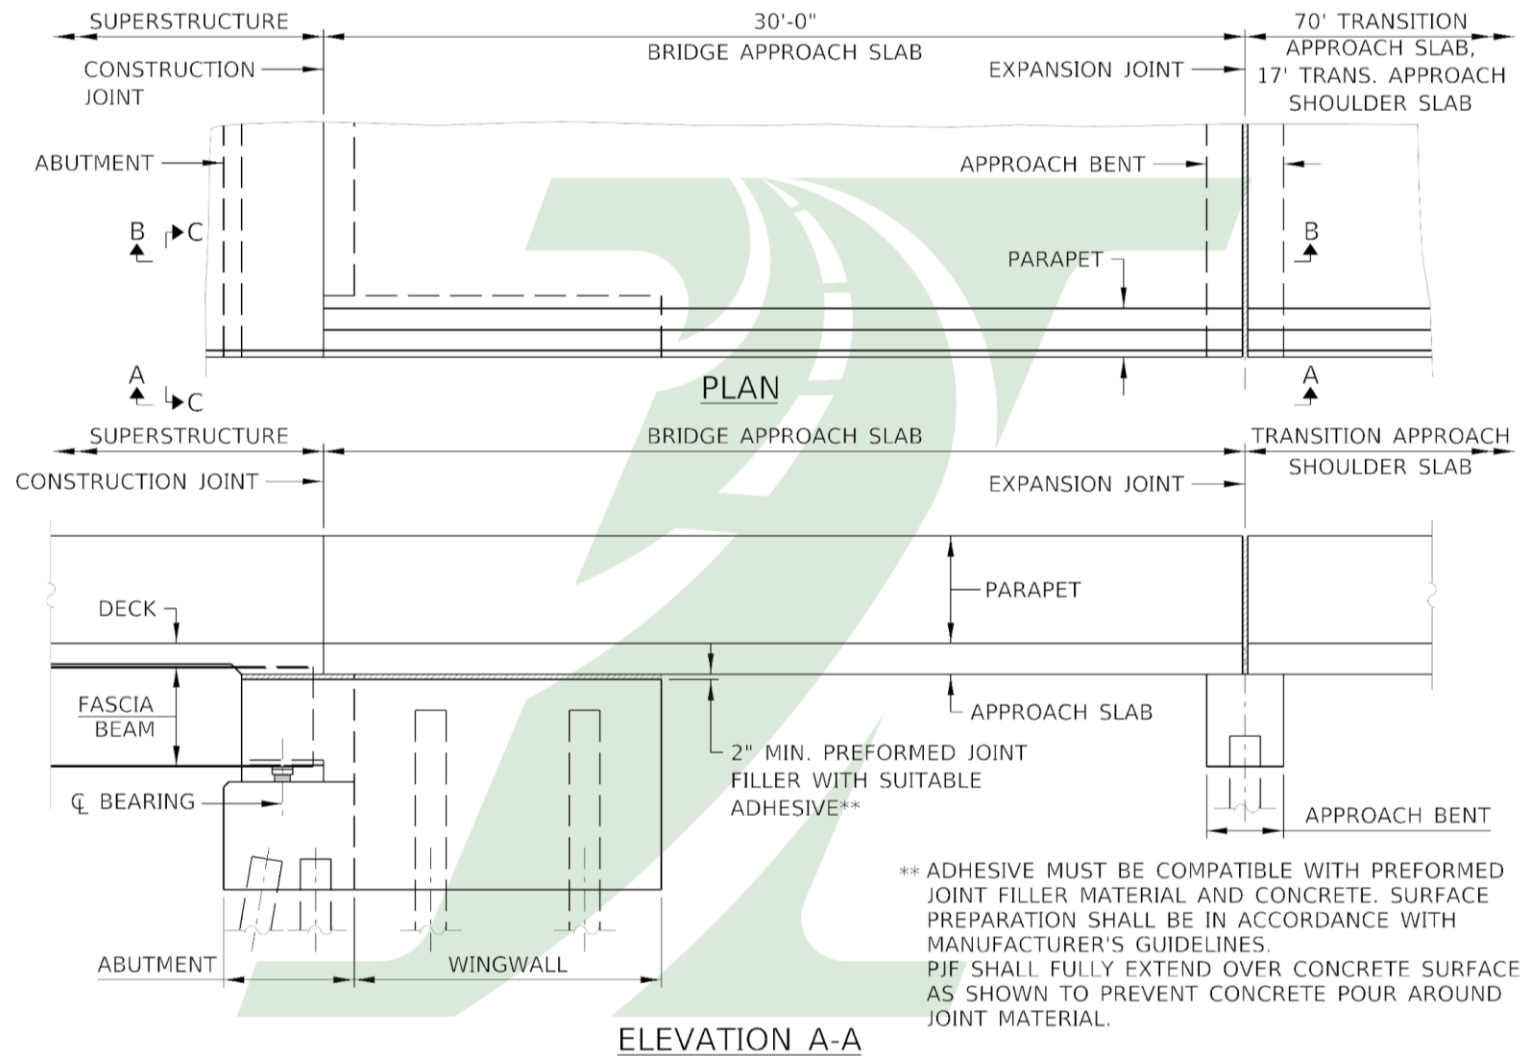 SUPERSTRUCTURE
30'-0"
70' TRANSITION
BRIDGE APPROACH SLAB
APPROACH SLAB,
CONSTRUCTION
JOINT
EXPANSION JOINT
17' TRANS. APPROACH
SHOULDER SLAB
ABUTMENT
APPROACH BENT
B
C
PARAPET
B
A
C
PLAN
A
SUPERSTRUCTURE
BRIDGE APPROACH SLAB
TRANSITION APPROACH
SHOULDER SLAB
CONSTRUCTION JOINT
EXPANSION JOINT
DECK
PARAPET
FASCIA
BEAM
APPROACH SLAB
2" MIN. PREFORMED JOINT
FILLER WITH SUITABLE
ADHESIVE**
℄ BEARING
APPROACH BENT
** ADHESIVE MUST BE COMPATIBLE WITH PREFORMED
JOINT FILLER MATERIAL AND CONCRETE. SURFACE
PREPARATION SHALL BE IN ACCORDANCE WITH
MANUFACTURER'S GUIDELINES.
PJF SHALL FULLY EXTEND OVER CONCRETE SURFACE
AS SHOWN TO PREVENT CONCRETE POUR AROUND
JOINT MATERIAL.
ABUTMENT
WINGWALL
ELEVATION A-A